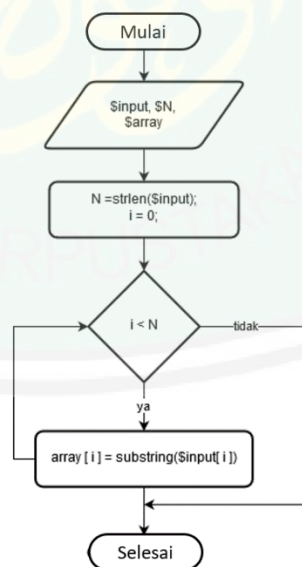 Mulai
$input, $N,
$array
N =strlen($input);
i = 0;
i < N
tidak
ya
array [ i ] = substring($input[ i ])
Selesai